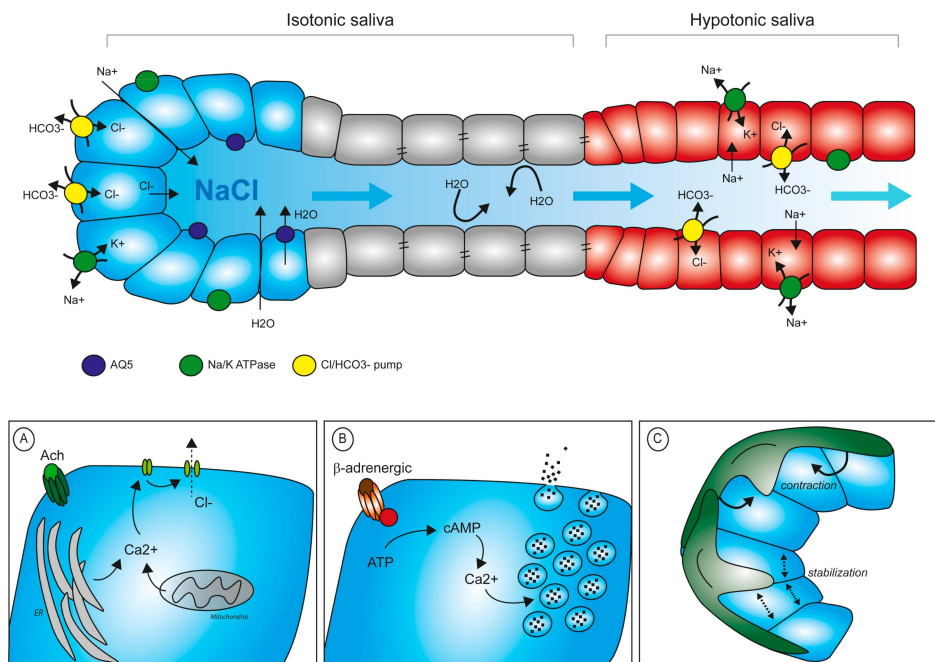 Isotonic saliva
Hypotonic saliva
Na+
Na+
HCO3-
Cl-
K+
Cl-
Na+
HCO3-
HCO3-
Cl-
Cl-
NaCl
H2O
H2O
HCO3-
Na+
H2O
K+
Cl-
K+
Na+
H2O
Na+
AQ5
Na/K ATPase
Cl/HCO3- pump
A
Ach
Cl-
Ca2+
ER
Mitochondria
B
β-adrenergic
cAMP
ATP
Ca2+
C
contraction
stabilization